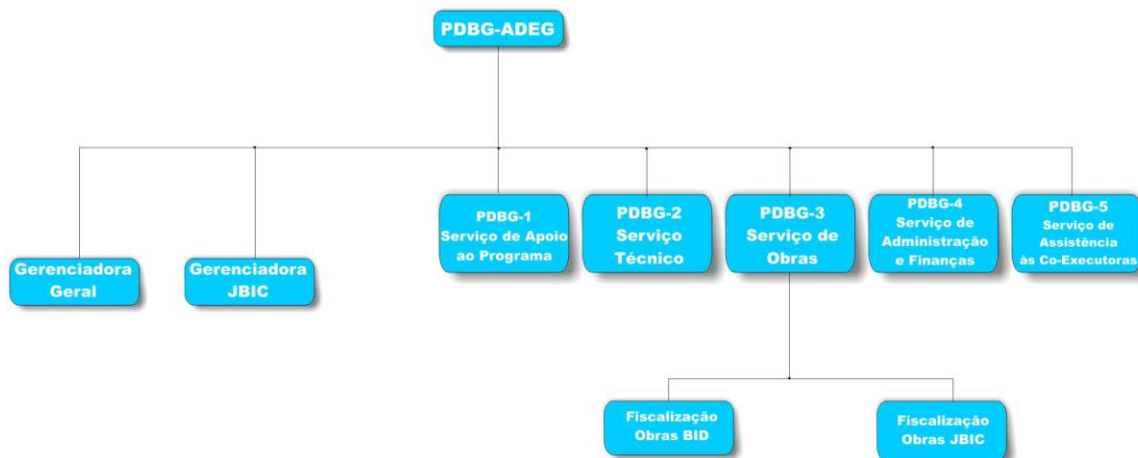 PDBG-ADEG
Gerenciadora
Geral
Gerenciadora
JBIC
PDBG-1
Serviço de Apoio
ao Programa
PDBG-2
Serviço
Técnico
PDBG-3
Serviço de
Obras
PDBG-4
Serviço de
Administração
e Finanças
PDBG-5
Serviço de
Assistência
às Co-Executoras
Fiscalização
Obras BID
Fiscalização
Obras JBIC